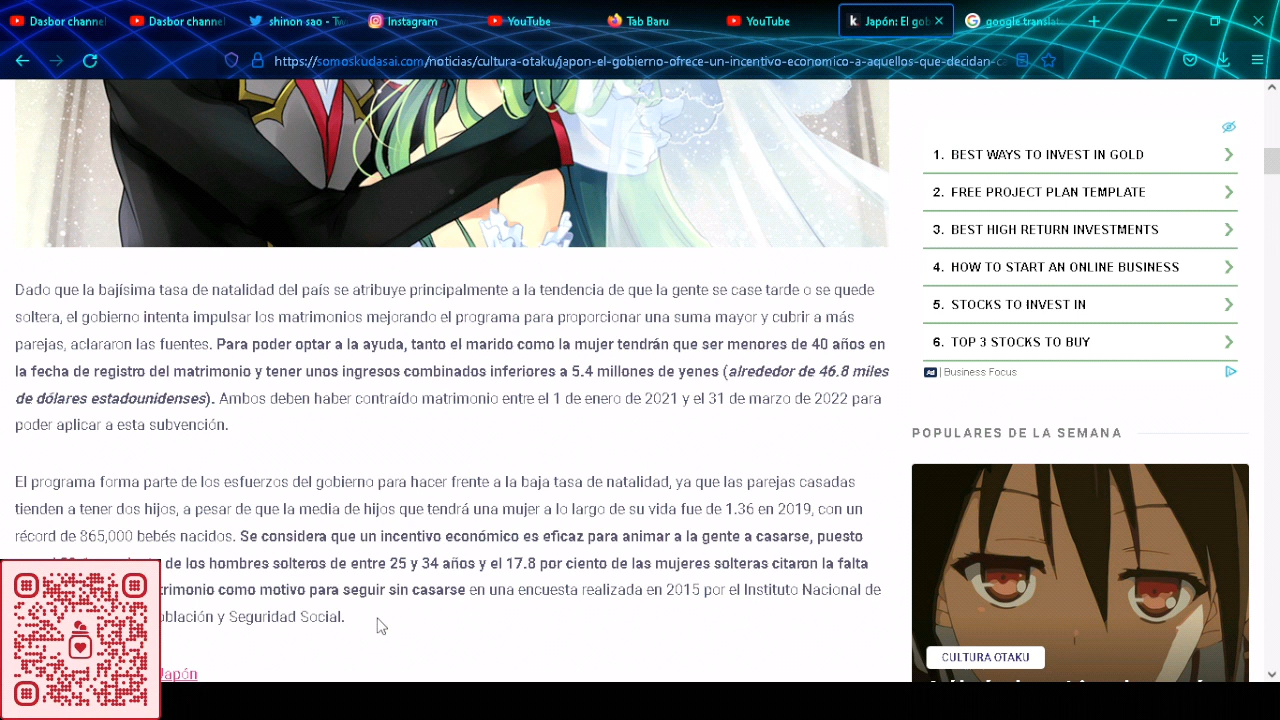 Dasbor channel
Dasbor channel
shinon sao - Tw
Instagram
YouTube
Tab Baru
YouTube
Japón: El gob
google translat
https://somoskudasai.com/noticias/cultura-otaku/japon-el-gobierno-ofrece-un-incentivo-economico-a-aquellos-que-decidan-ca
1. BEST WAYS TO INVEST IN GOLD
2. FREE PROJECT PLAN TEMPLATE
3. BEST HIGH RETURN INVESTMENTS
4. HOW TO START AN ONLINE BUSINESS
5. STOCKS TO INVEST IN
6. TOP 3 STOCKS TO BUY
Ad | Business Focus
Dado que la bajísima tasa de natalidad del país se atribuye principalmente a la tendencia de que la gente se case tarde o se quede
soltera, el gobierno intenta impulsar los matrimonios mejorando el programa para proporcionar una suma mayor y cubrir a más
parejas, aclararon las fuentes. Para poder optar a la ayuda, tanto el marido como la mujer tendrán que ser menores de 40 años en
la fecha de registro del matrimonio y tener unos ingresos combinados inferiores a 5.4 millones de yenes (alrededor de 46.8 miles
de dólares estadounidenses). Ambos deben haber contraído matrimonio entre el 1 de enero de 2021 y el 31 de marzo de 2022 para
poder aplicar a esta subvención.
El programa forma parte de los esfuerzos del gobierno para hacer frente a la baja tasa de natalidad, ya que las parejas casadas
tienden a tener dos hijos, a pesar de que la media de hijos que tendrá una mujer a lo largo de su vida fue de 1.36 en 2019, con un
récord de 865,000 bebés nacidos. Se considera que un incentivo económico es eficaz para animar a la gente a casarse, puesto
de los hombres solteros de entre 25 y 34 años y el 17.8 por ciento de las mujeres solteras citaron la falta
trimonio como motivo para seguir sin casarse en una encuesta realizada en 2015 por el Instituto Nacional de
oblación y Seguridad Social.
Japón
POPULARES DE LA SEMANA
CULTURA OTAKU